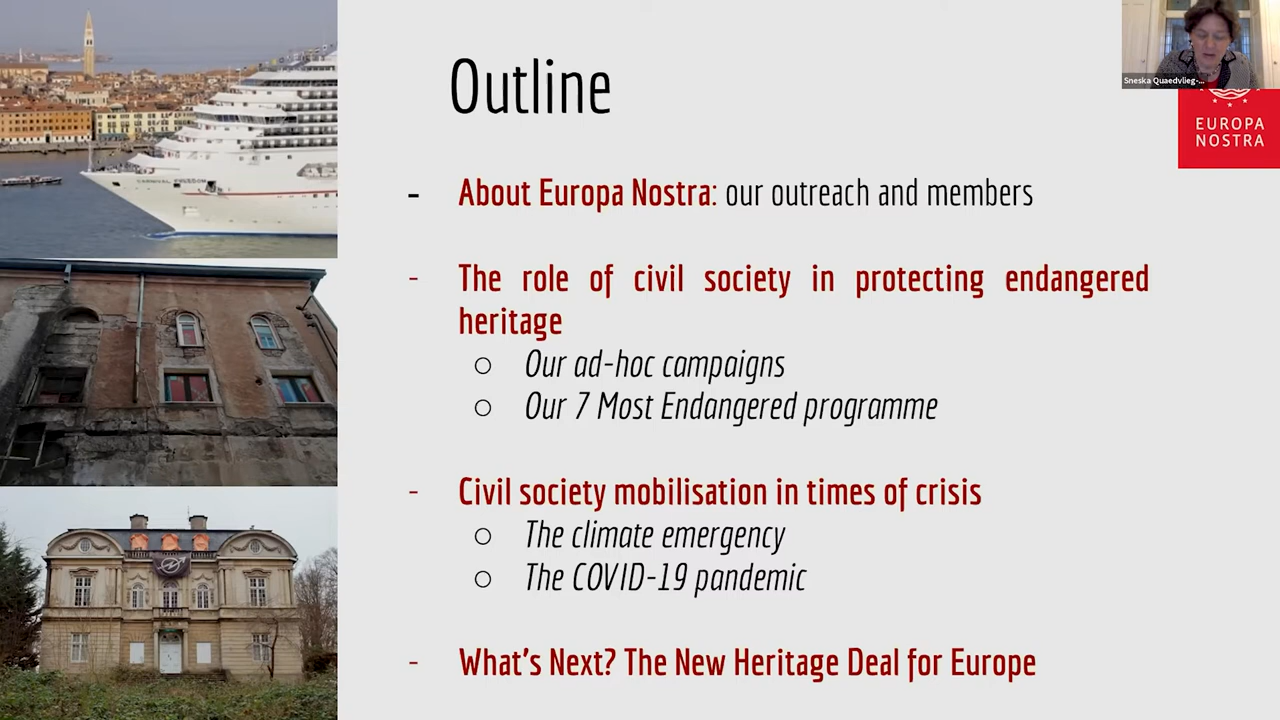 Outline
Sneska Quaedvlieg-...
EUROPA
NOSTRA
- About Europa Nostra: our outreach and members
- The role of civil society in protecting endangered
heritage
○ Our ad-hoc campaigns
○ Our 7 Most Endangered programme
- Civil society mobilisation in times of crisis
○ The climate emergency
○ The COVID-19 pandemic
- What's Next? The New Heritage Deal for Europe
CARNIVAL FREEDOM